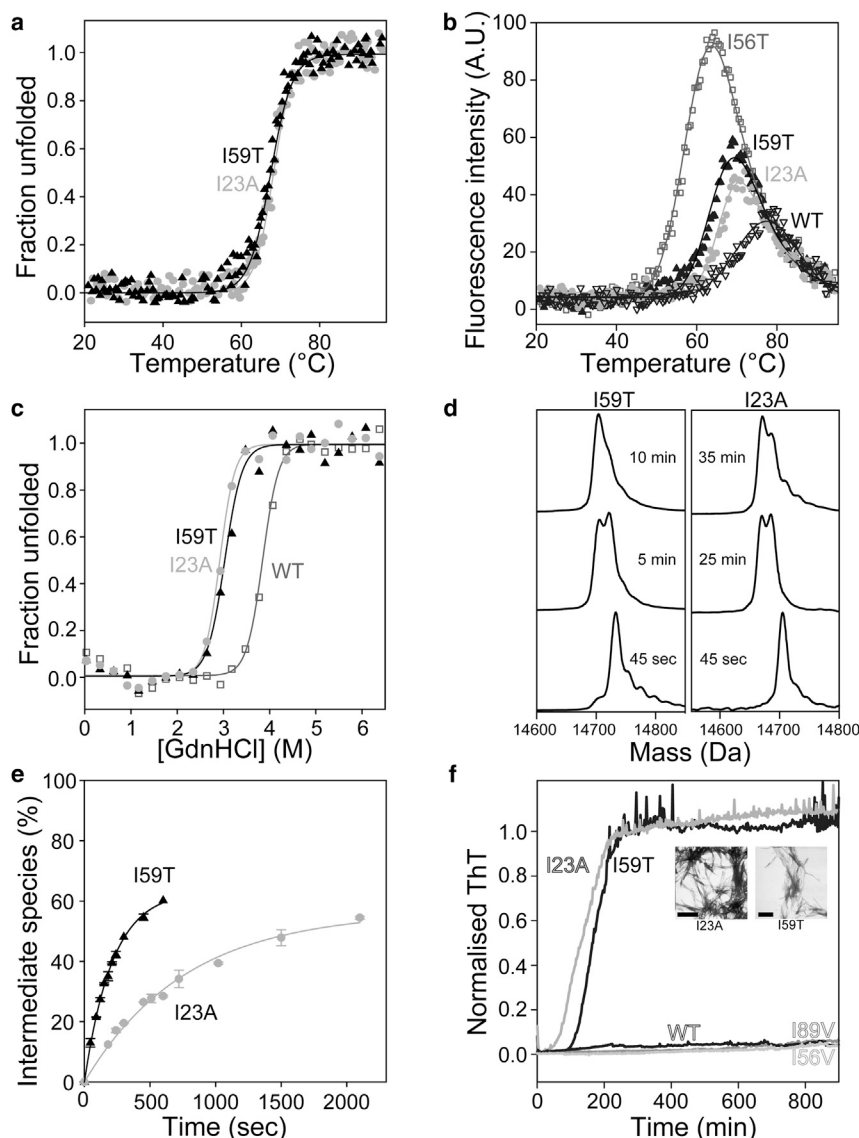 a
Fraction unfolded
1.0
0.8
0.6
0.4
0.2
0.0
I59T
I23A
20 40 60 80
Temperature (°C)
b
Fluorescence intensity (A.U.)
100
80
60
40
20
0
I56T
I59T
I23A
WT
20 40 60 80
Temperature (°C)
c
Fraction unfolded
1.0
0.8
0.6
0.4
0.2
0.0
I59T
I23A
WT
0 1 2 3 4 5 6
[GdnHCl] (M)
d
I59T I23A
10 min 35 min
5 min 25 min
45 sec 45 sec
14600 14700 14800 14600 14700 14800
Mass (Da)
e
Intermediate species (%)
100
80
60
40
20
0
I59T
I23A
0 500 1000 1500 2000
Time (sec)
f
Normalised ThT
1.0
0.8
0.6
0.4
0.2
0.0
I23A
I59T
I23A I59T
WT
I89V
I56V
0 200 400 600 800
Time (min)